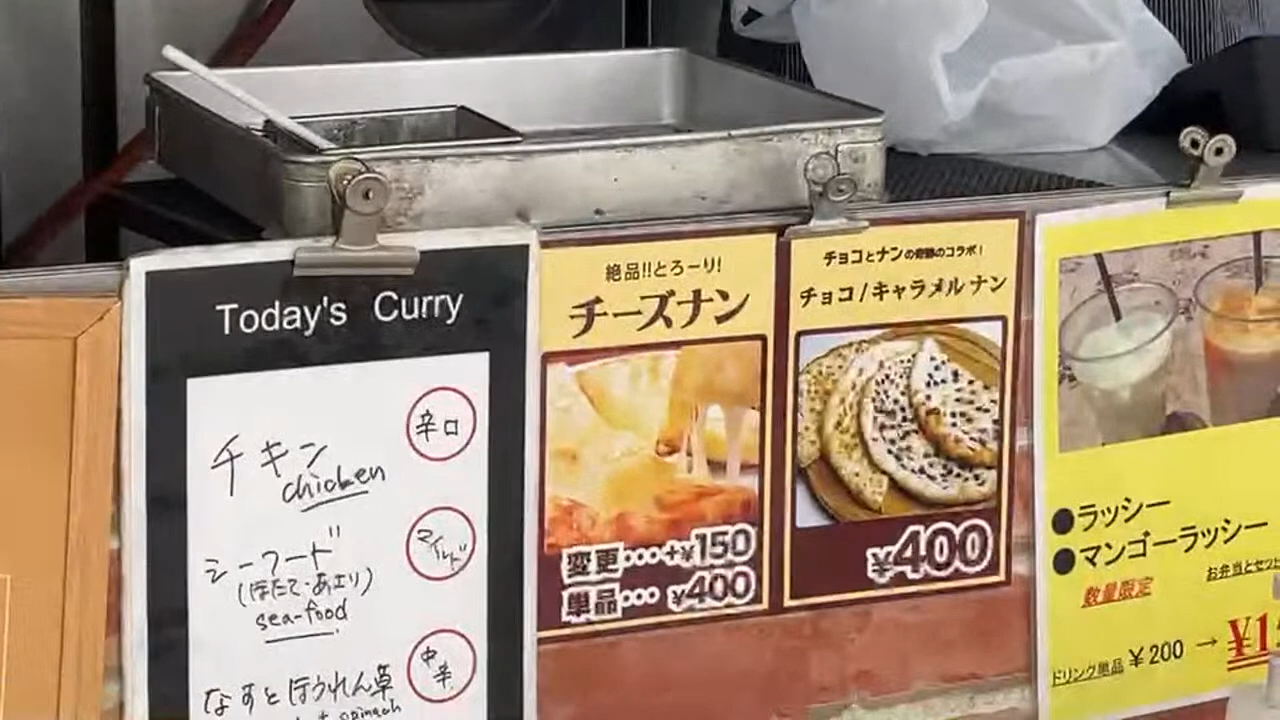 Today's Curry
チキン
chicken
辛口
シーフード
(ほたて・あさり)
sea-food
マイルド
なすとほうれん草
spinach
中辛
絶品!!とろーり!
チーズナン
変更・・・+¥150
単品・・・ ¥400
チョコとナンの奇跡のコラボ!
チョコ/キャラメルナン
¥400
●ラッシー
●マンゴーラッシー
数量限定
お弁当とセット
ドリンク単品 ¥200 → ¥1